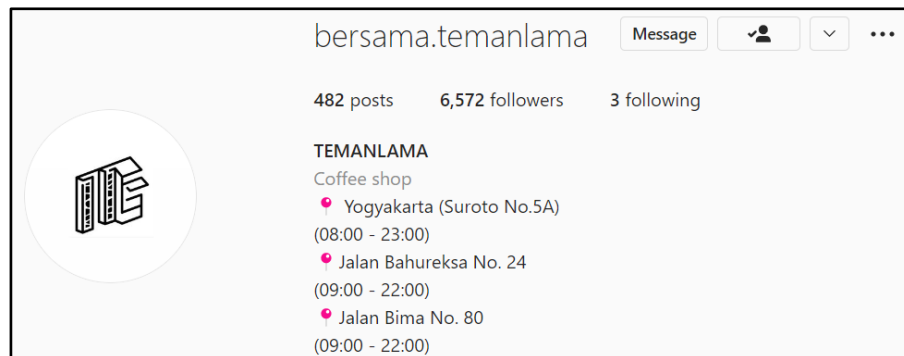 bersama.temanlama Message
482 posts 6,572 followers 3 following
TEMANLAMA
Coffee shop
Yogyakarta (Suroto No.5A)
(08:00 - 23:00)
Jalan Bahureksa No. 24
(09:00 - 22:00)
Jalan Bima No. 80
(09:00 - 22:00)